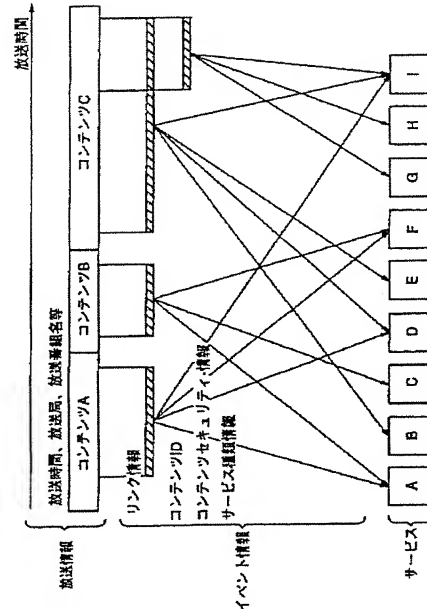 放送時間
放送情報
放送時間、放送局、放送番組名等
コンテンツA
コンテンツB
コンテンツC
イベント情報
リンク情報
コンテンツID
コンテンツセキュリティ情報
サービス種類情報
サービス
A
B
C
D
E
F
G
H
I